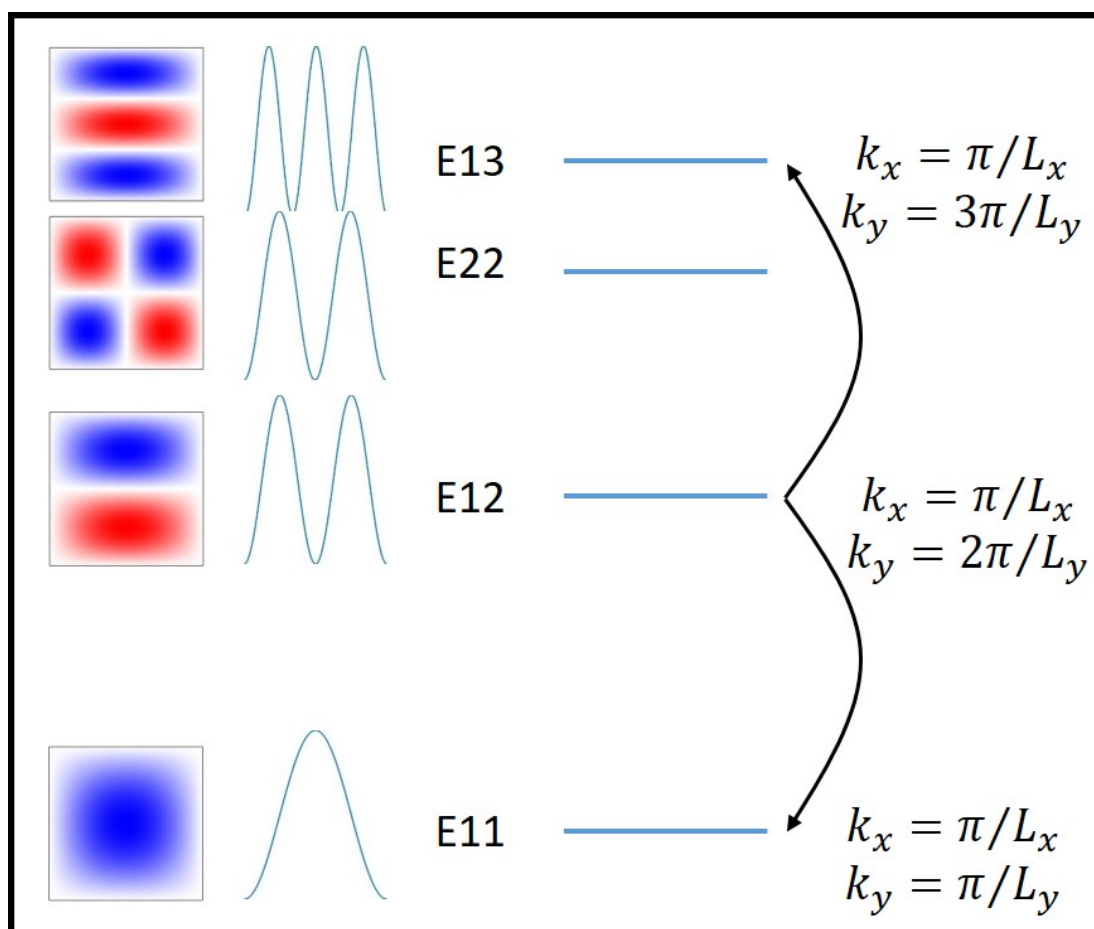 E13
k_x = π/L_x
k_y = 3π/L_y
E22
E12
k_x = π/L_x
k_y = 2π/L_y
E11
k_x = π/L_x
k_y = π/L_y